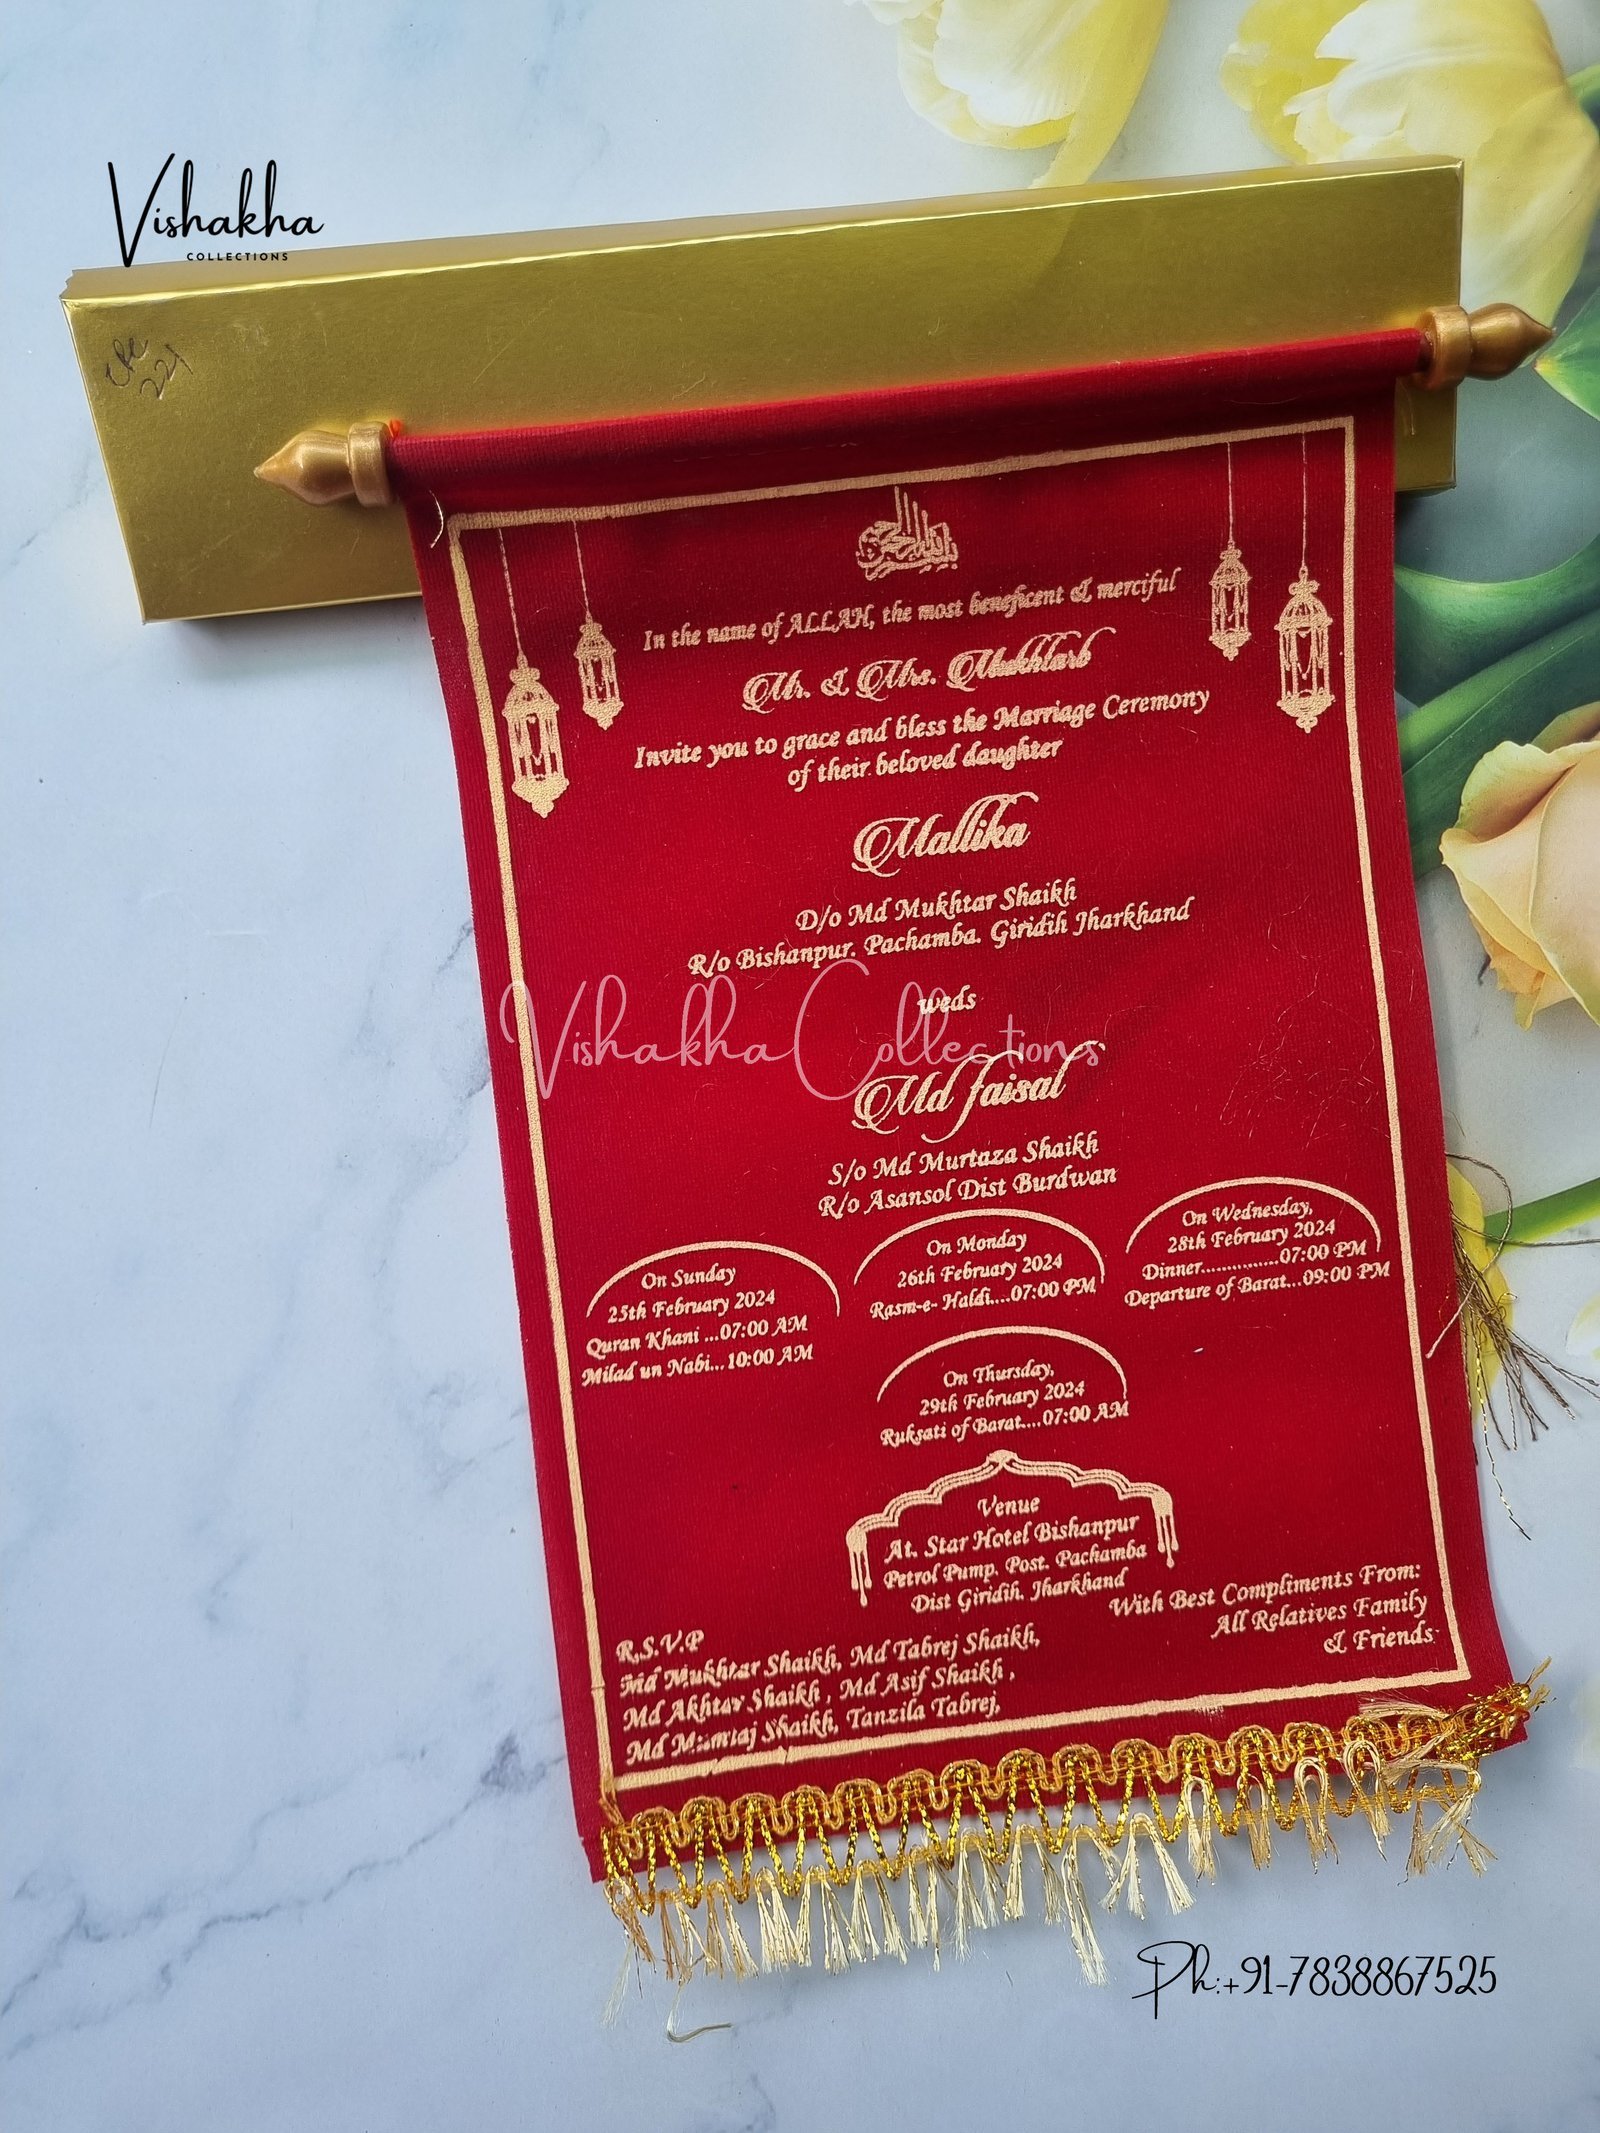 Vishakha
COLLECTIONS
221
In the name of ALLAH, the most beneficent & merciful
Mr. & Mrs. Mukhtarb
Invite you to grace and bless the Marriage Ceremony
of their beloved daughter
Mallika
D/o Md Mukhtar Shaikh
R/o Bishanpur. Pachamba. Giridih Jharkhand
weds
Vishakha Collections
Md Faisal
S/o Md Murtaza Shaikh
R/o Asansol Dist Burdwan
On Sunday
25th February 2024
Quran Khani ...07:00 AM
Milad un Nabi...10:00 AM
On Monday
26th February 2024
Rasm-e- Haldi....07:00 PM
On Wednesday,
28th February 2024
Dinner...............07:00 PM
Departure of Barat...09:00 PM
On Thursday,
29th February 2024
Ruksati of Barat....07:00 AM
Venue
At. Star Hotel Bishanpur
Petrol Pump. Post. Pachamba
Dist Giridih. Jharkhand
With Best Compliments From:
All Relatives Family
& Friends
R.S.V.P
Md Mukhtar Shaikh, Md Tabrej Shaikh,
Md Akhtar Shaikh , Md Asif Shaikh ,
Md Mumtaj Shaikh, Tanzila Tabrej,
Ph:+91-7838867525